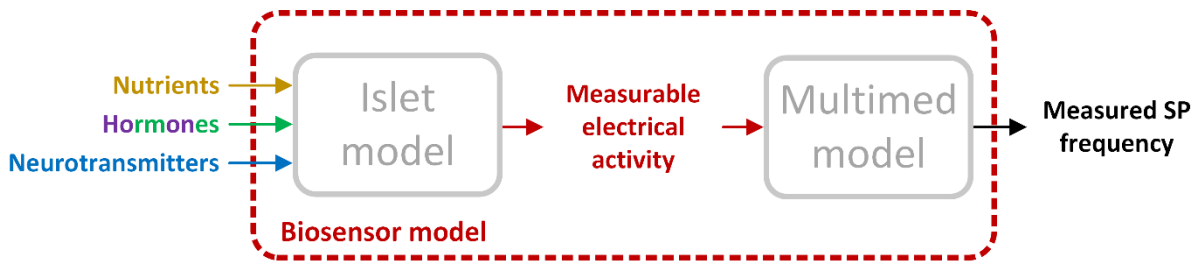 Nutrients
Hormones
Neurotransmitters
Islet
model
Measurable
electrical
activity
Multimed
model
Measured SP
frequency
Biosensor model